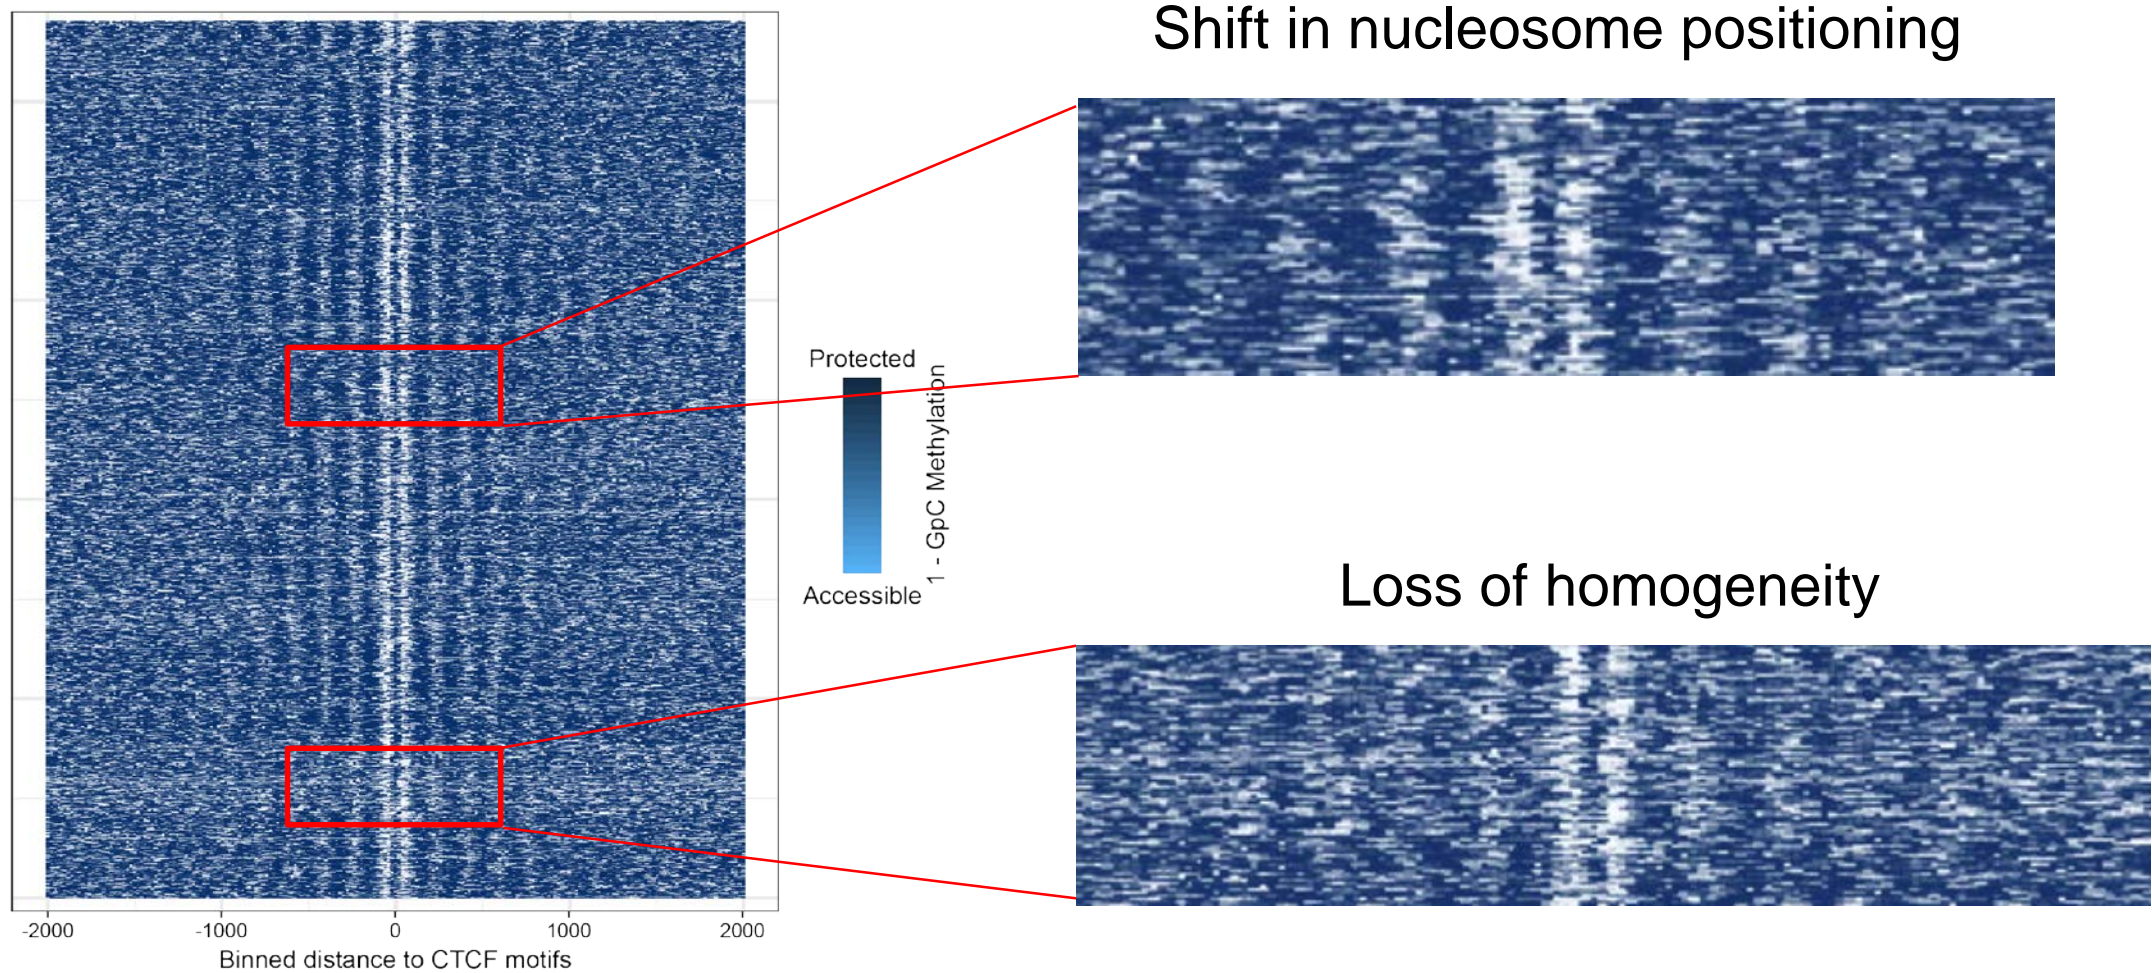 Shift in nucleosome positioning
Protected
1 - GpC Methylation
Accessible
Loss of homogeneity
-2000
-1000
0
1000
2000
Binned distance to CTCF motifs